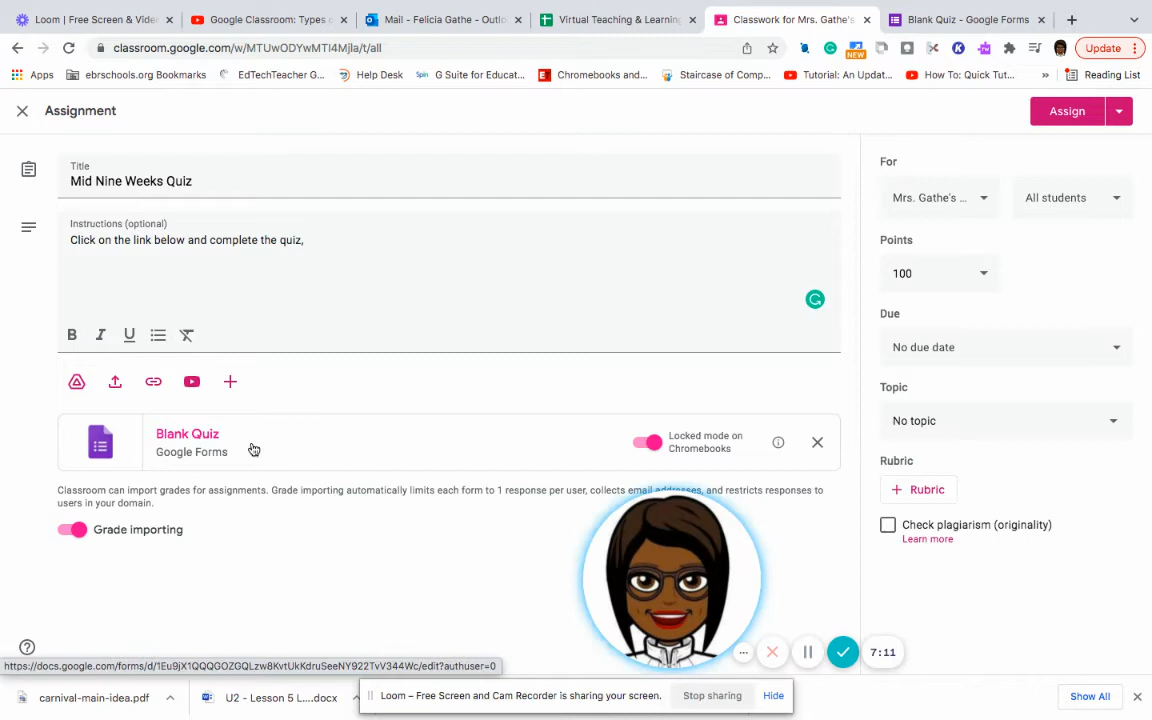 Loom | Free Screen & Vide
Google Classroom: Types o
Mail - Felicia Gathe - Outlo
Virtual Teaching & Learning
Classwork for Mrs. Gathe's
Blank Quiz - Google Forms
classroom.google.com/w/MTUwODYwMTI4Mjla/t/all
NEW
Update
Apps
ebrschools.org Bookmarks
EdTechTeacher G...
Help Desk
Spin
G Suite for Educat...
Chromebooks and...
Staircase of Comp...
Tutorial: An Updat...
How To: Quick Tut...
»
Reading List
Assignment
Assign
Title
Mid Nine Weeks Quiz
Instructions (optional)
Click on the link below and complete the quiz,
B I U
Blank Quiz
Google Forms
Locked mode on
Chromebooks
Classroom can import grades for assignments. Grade importing automatically limits each form to 1 response per user, collects email addresses, and restricts responses to
users in your domain.
Grade importing
For
Mrs. Gathe's ...
All students
Points
100
Due
No due date
Topic
No topic
Rubric
+ Rubric
Check plagiarism (originality)
Learn more
7:11
https://docs.google.com/forms/d/1Eu9jX1QQQGOZGQLzw8KvtUkKdruSeeNY922TvV344Wc/edit?authuser=0
carnival-main-idea.pdf
U2 - Lesson 5 L....docx
Loom – Free Screen and Cam Recorder is sharing your screen.
Stop sharing
Hide
Show All